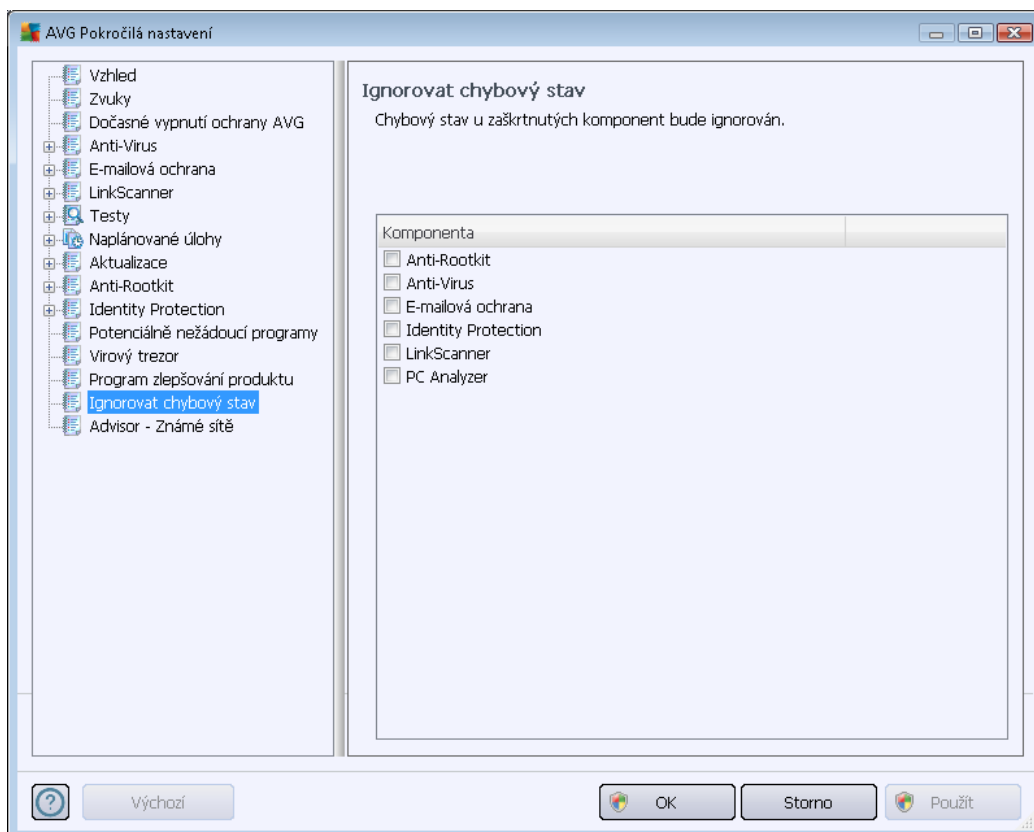 AVG Pokročilá nastavení
Vzhled
Zvuky
Dočasné vypnutí ochrany AVG
Anti-Virus
E-mailová ochrana
LinkScanner
Testy
Naplánované úlohy
Aktualizace
Anti-Rootkit
Identity Protection
Potenciálně nežádoucí programy
Virový trezor
Program zlepšování produktu
Ignorovat chybový stav
Advisor - Známé sítě
Ignorovat chybový stav
Chybový stav u zaškrtnutých komponent bude ignorován.
Komponenta
Anti-Rootkit
Anti-Virus
E-mailová ochrana
Identity Protection
LinkScanner
PC Analyzer
Výchozí
OK
Storno
Použít